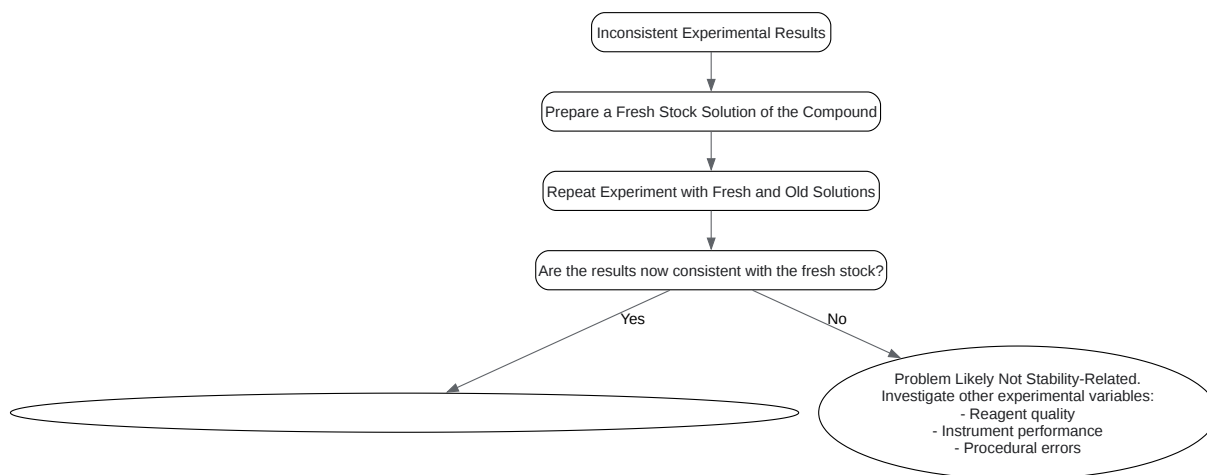 Inconsistent Experimental Results
Prepare a Fresh Stock Solution of the Compound
Repeat Experiment with Fresh and Old Solutions
Are the results now consistent with the fresh stock?
Yes
No
Problem Likely Not Stability-Related.
Investigate other experimental variables:
- Reagent quality
- Instrument performance
- Procedural errors